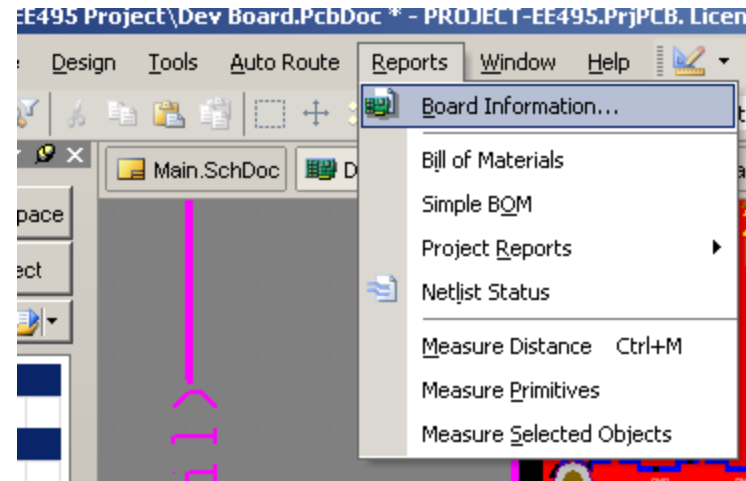 EE495 Project\Dev Board.PcbDoc * - PROJECT-EE495.PrjPCB. Licen
Design Tools Auto Route Reports Window Help
Board Information...
Main.SchDoc D
Bill of Materials
pace
Simple BOM
Project Reports
ect
Netlist Status
Measure Distance Ctrl+M
Measure Primitives
Measure Selected Objects